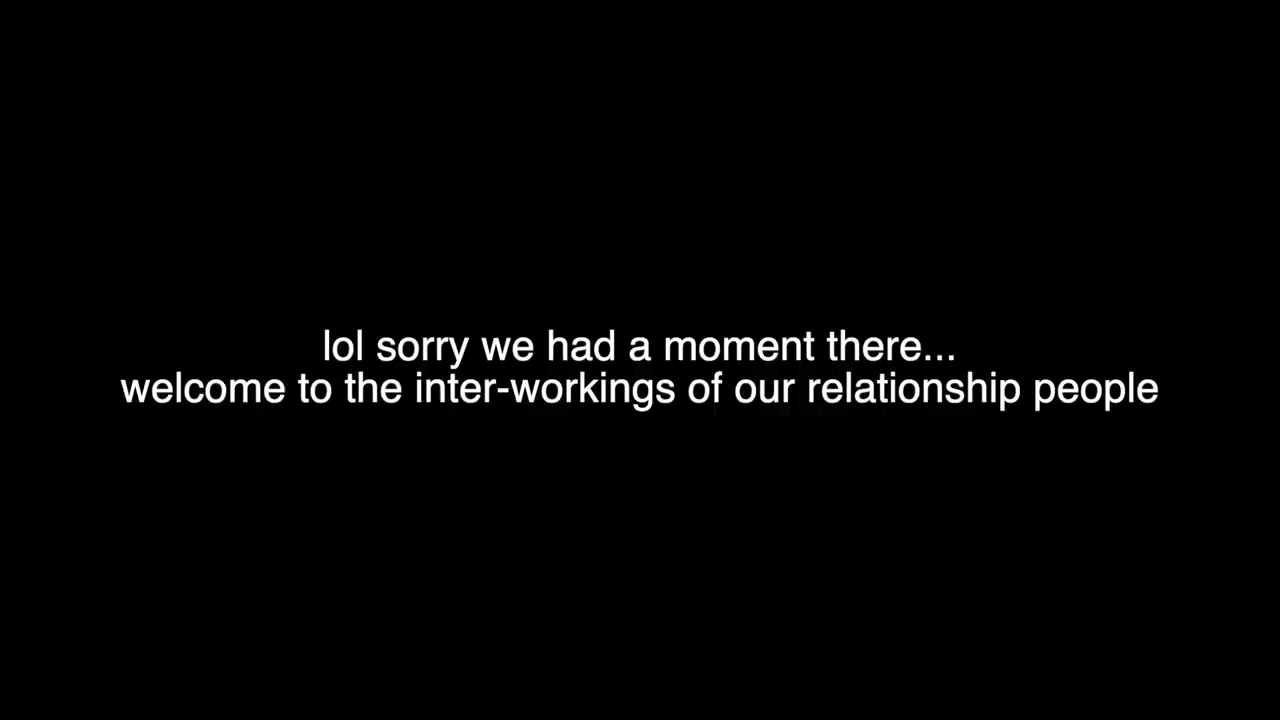 lol sorry we had a moment there...
welcome to the inter-workings of our relationship people